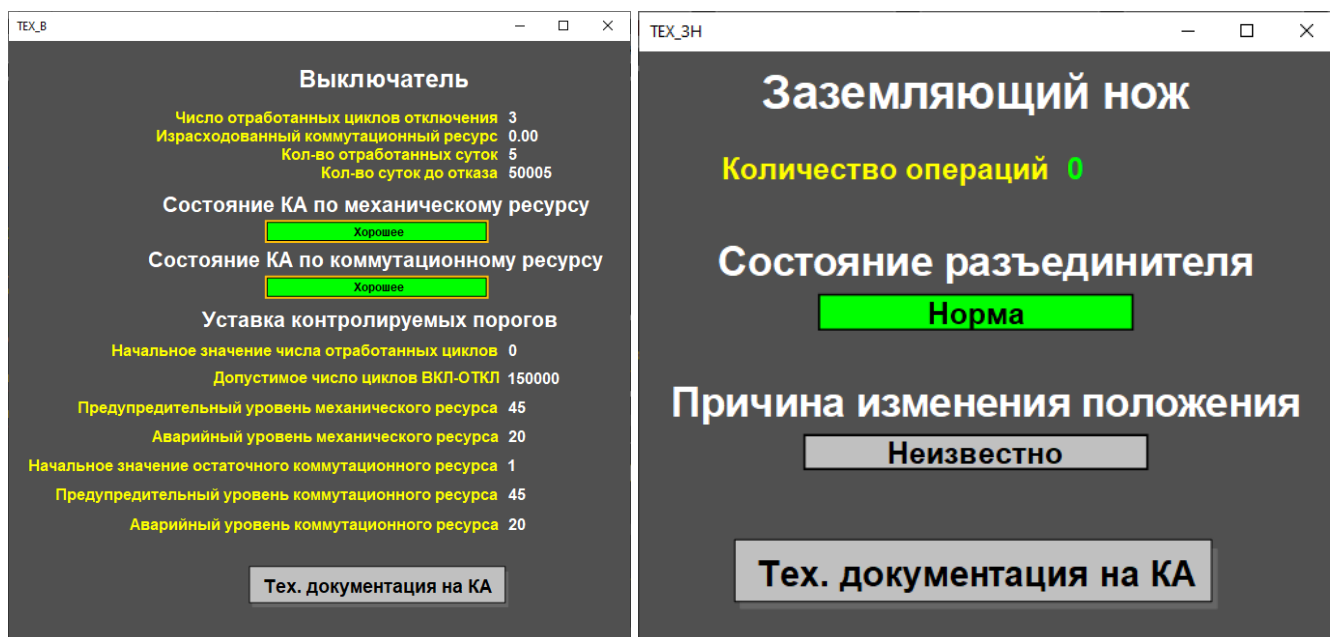 TEX_B
Выключатель
Число отработанных циклов отключения 3
Израсходованный коммутационный ресурс 0.00
Кол-во отработанных суток 5
Кол-во суток до отказа 50005
Состояние КА по механическому ресурсу
Хорошее
Состояние КА по коммутационному ресурсу
Хорошее
Уставка контролируемых порогов
Начальное значение числа отработанных циклов 0
Допустимое число циклов ВКЛ-ОТКЛ 150000
Предупредительный уровень механического ресурса 45
Аварийный уровень механического ресурса 20
Начальное значение остаточного коммутационного ресурса 1
Предупредительный уровень коммутационного ресурса 45
Аварийный уровень коммутационного ресурса 20
Тех. документация на КА
ТЕХ_ЗН
Заземляющий нож
Количество операций 0
Состояние разъединителя
Норма
Причина изменения положения
Неизвестно
Тех. документация на КА